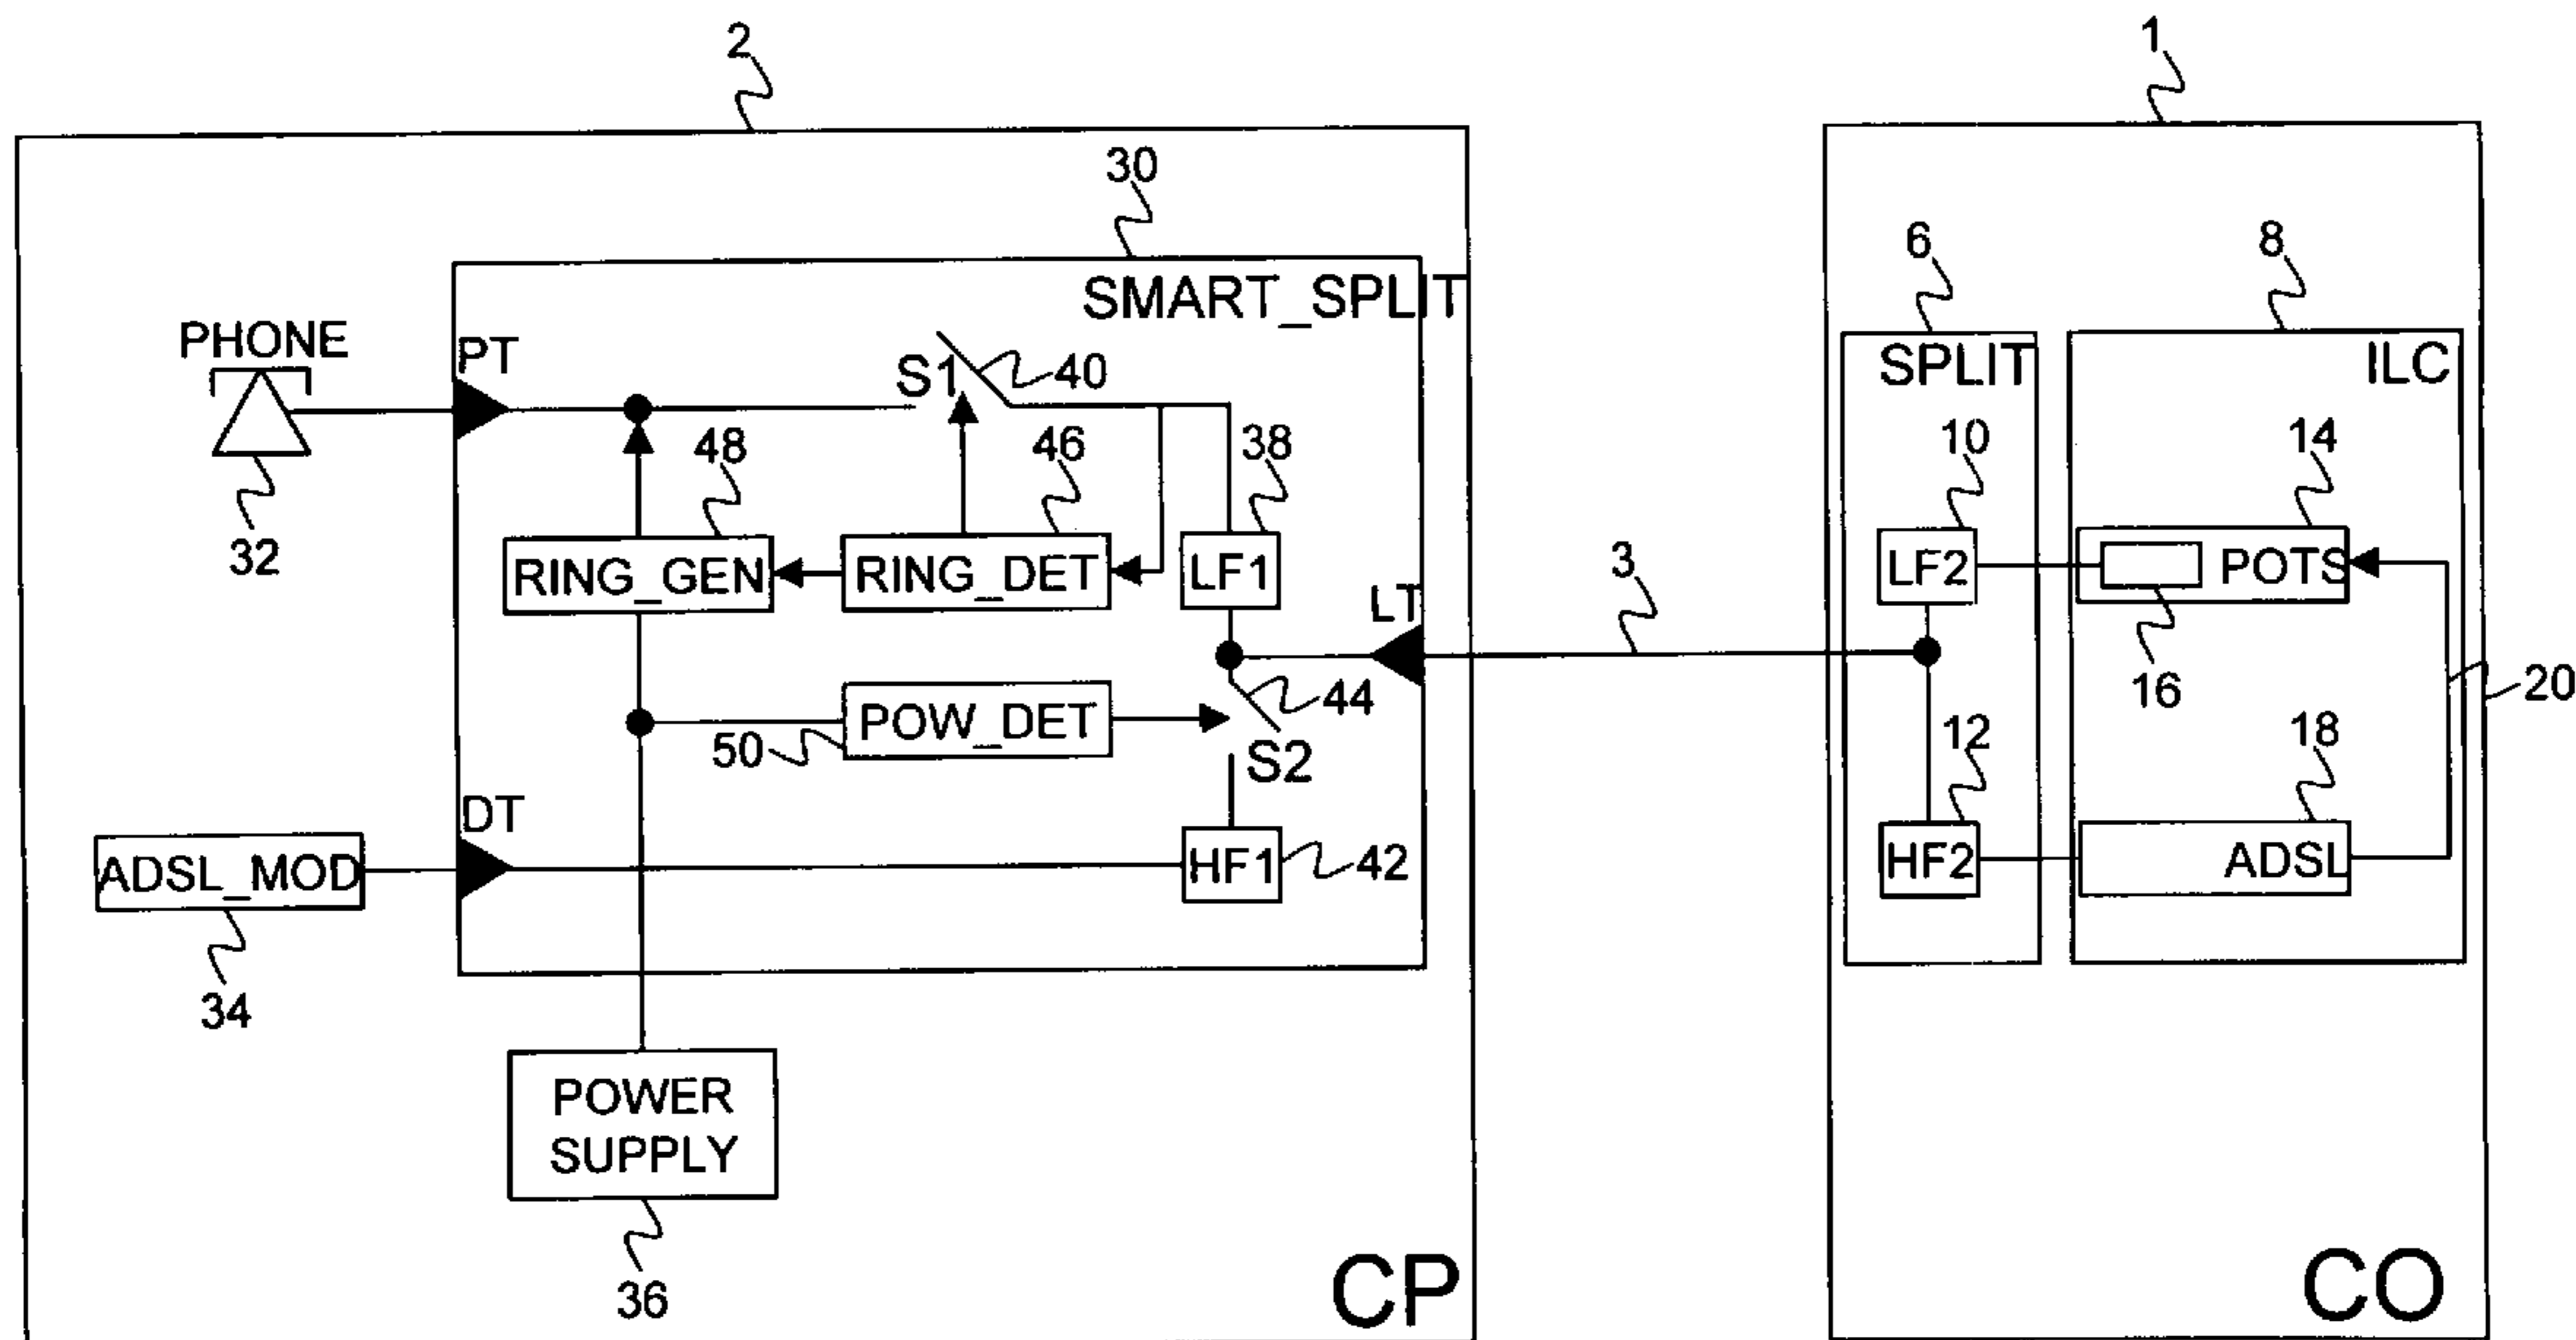 2
1
30
6
8
SMART_SPLIT
PHONE
PT
S1
40
SPLIT
ILC
48
46
38
10
14
32
RING_GEN
RING_DET
LF1
3
LF2
POTS
LT
16
20
50
POW_DET
44
S2
12
18
DT
ADSL_MOD
HF1
42
HF2
ADSL
34
POWER
SUPPLY
36
CP
CO